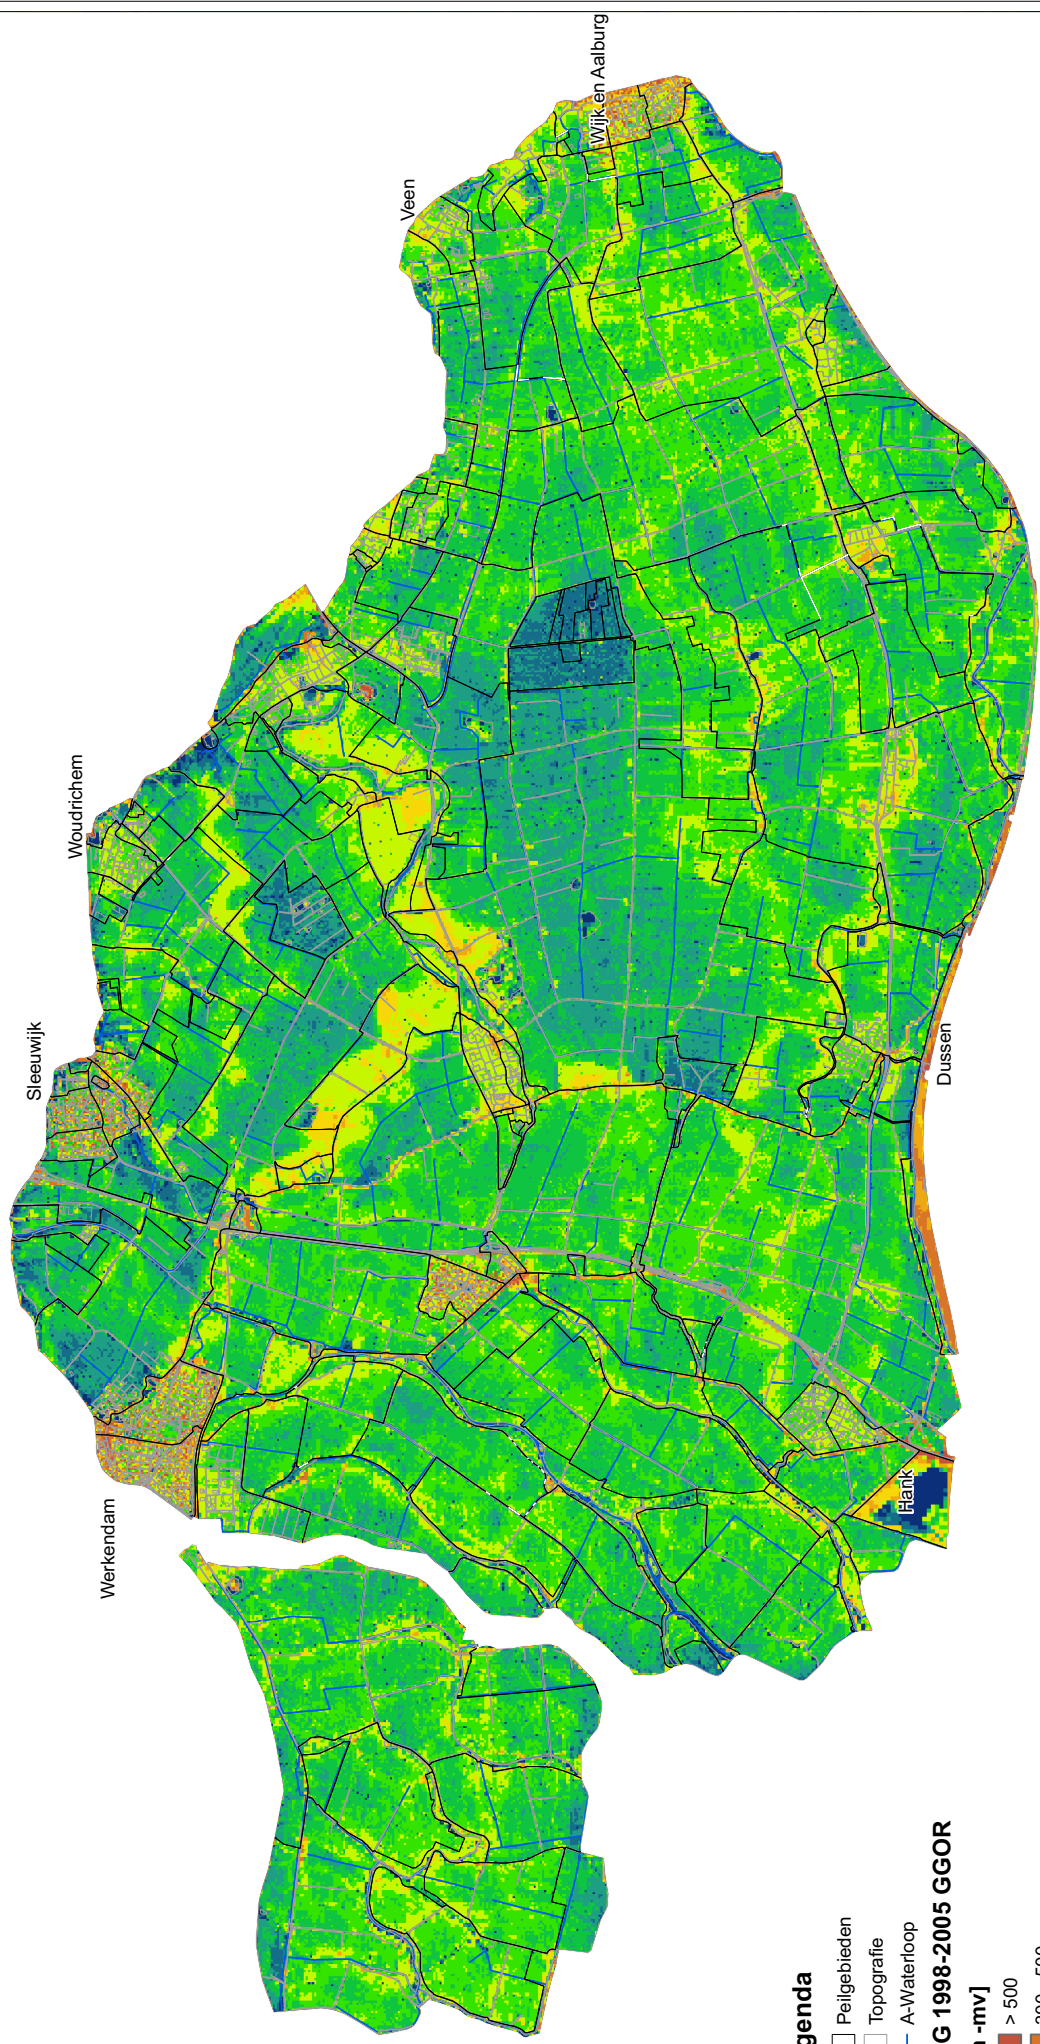 Wijk en Aalburg
Veen
Woudrichem
Sleeuwijk
Werkendam
Dussen
Hank
genda
Peilgebieden
Topografie
A-Waterloop
G 1998-2005 GGOR
-mv]
> 500